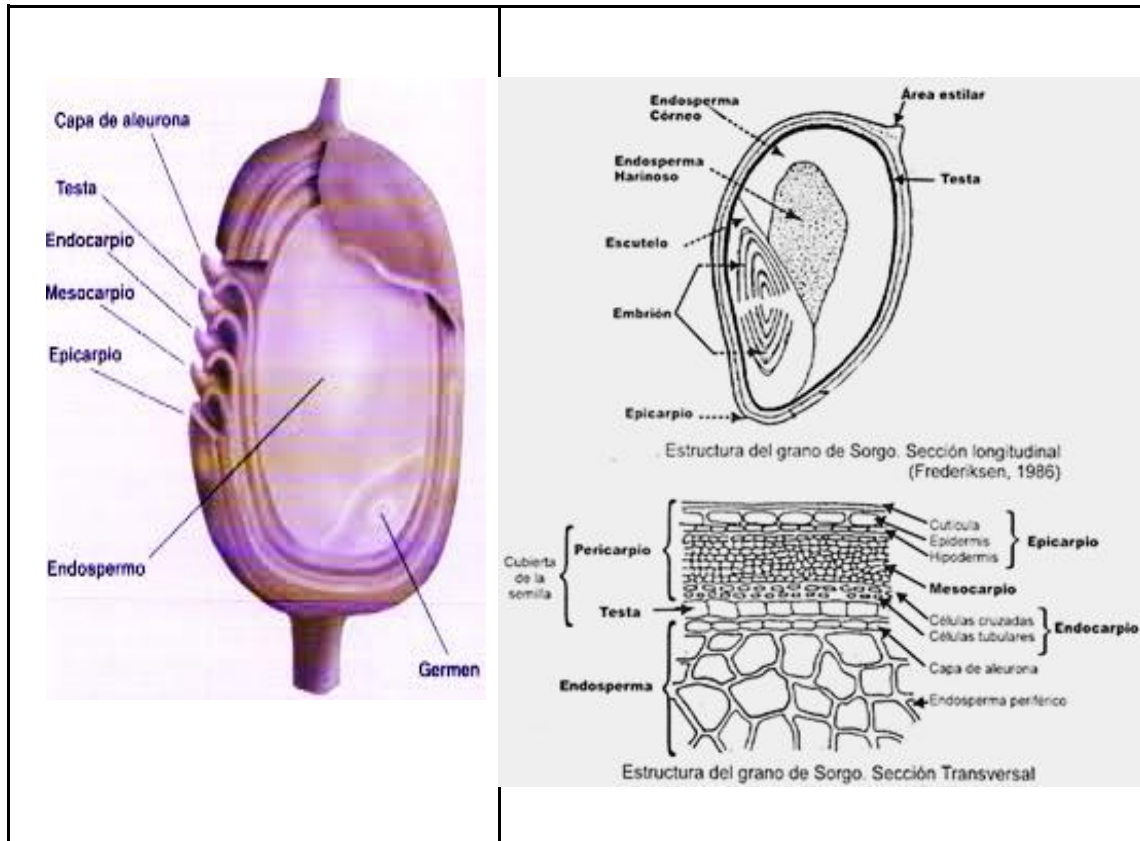 Capa de aleurona
Testa
Endocarpio
Mesocarpio
Epicarpio
Endospermo
Germen
Endosperma
Córneo
Area estilar
Endosperma
Harinoso
Testa
Escutelo
Embrión
Epicarpio
Estructura del grano de Sorgo. Sección longitudinal
(Frederiksen, 1986)
Cubierta
de la
semilla
Pericarpio
Testa
Endosperma
Cutícula
Epidermis
Hipodermis
Epicarpio
Mesocarpio
Células cruzadas
Células tubulares
Endocarpio
Capa de aleurona
Endosperma periférico
Estructura del grano de Sorgo. Sección Transversal